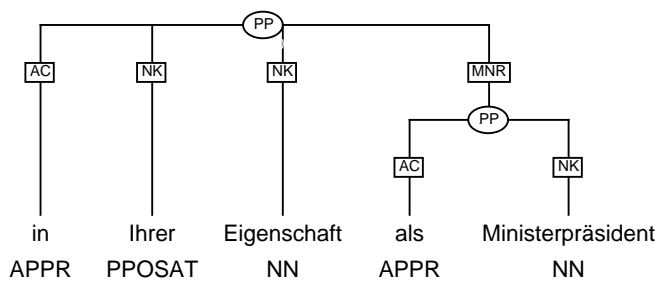 PP
AC NK NK MNR
PP
AC NK
in Ihrer Eigenschaft als Ministerpräsident
APPR PPOSAT NN APPR NN